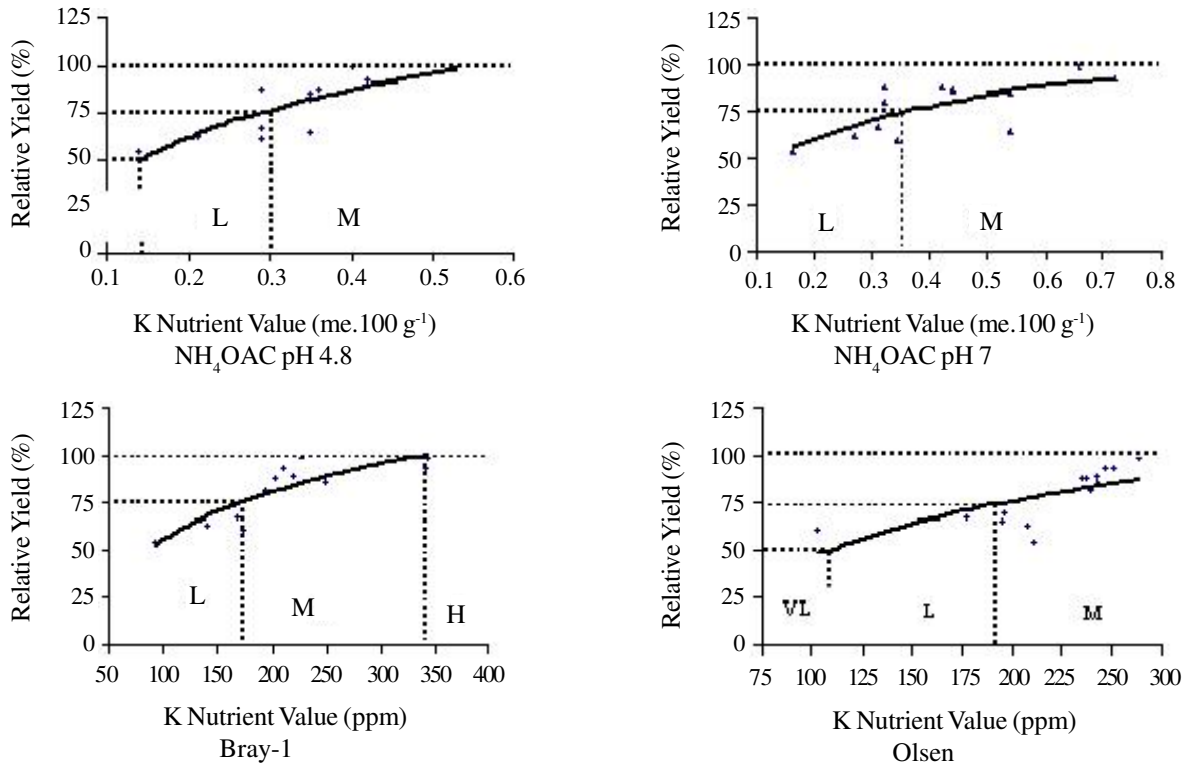 125
100
75
50
25
0
Relative Yield (%)
L
M
0.1 0.2 0.3 0.4 0.5 0.6
K Nutrient Value (me.100 g⁻¹)
NH₄OAC pH 4.8
125
100
75
50
25
0
Relative Yield (%)
L
M
0.1 0.2 0.3 0.4 0.5 0.6 0.7 0.8
K Nutrient Value (me.100 g⁻¹)
NH₄OAC pH 7
125
100
75
50
25
0
Relative Yield (%)
L
M
H
50 100 150 200 250 300 350 400
K Nutrient Value (ppm)
Bray-1
125
100
75
50
25
0
Relative Yield (%)
VL
L
M
75 100 125 150 175 200 225 250 300
K Nutrient Value (ppm)
Olsen